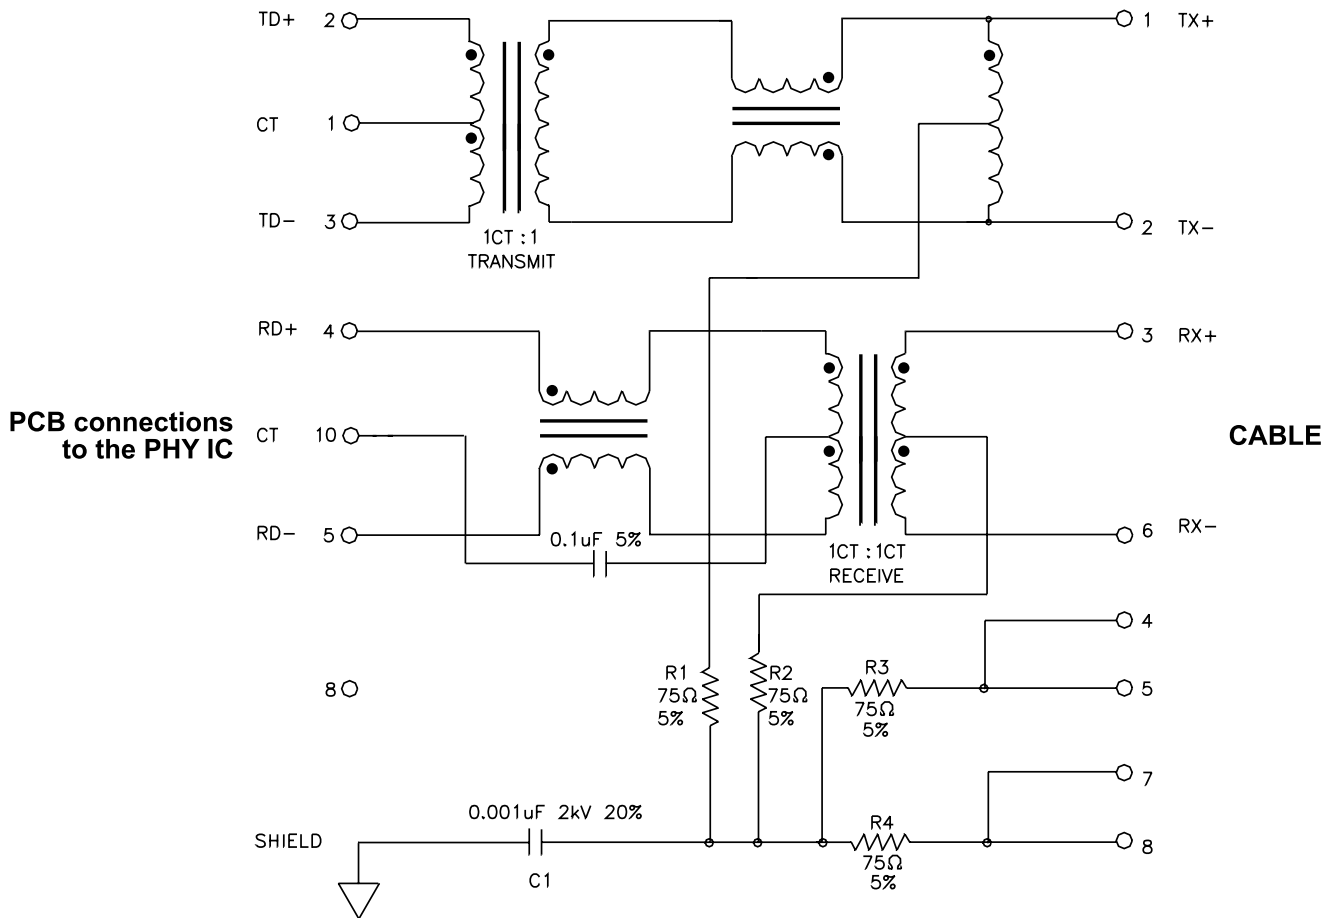 TD+ 2
1 TX+
CT 1
TD- 3
2 TX-
1CT : 1
TRANSMIT
RD+ 4
3 RX+
PCB connections
to the PHY IC
CT 10
CABLE
RD- 5
0.1uF 5%
6 RX-
1CT : 1CT
RECEIVE
4
8
R1
75Ω
5%
R2
75Ω
5%
R3
75Ω
5%
5
7
0.001uF 2kV 20%
SHIELD
C1
R4
75Ω
5%
8